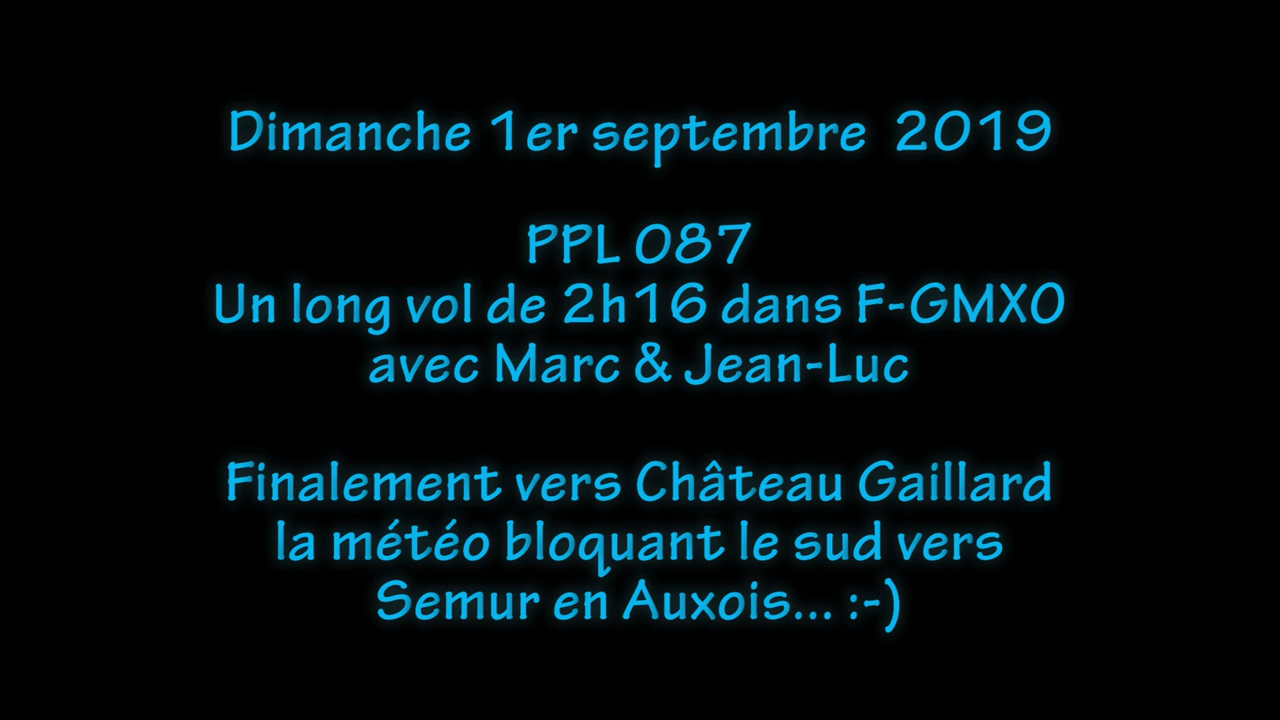 Dimanche 1er septembre 2019
PPL 087
Un long vol de 2h16 dans F-GMXO
avec Marc & Jean-Luc
Finalement vers Château Gaillard
la météo bloquant le sud vers
Semur en Auxois... :-)